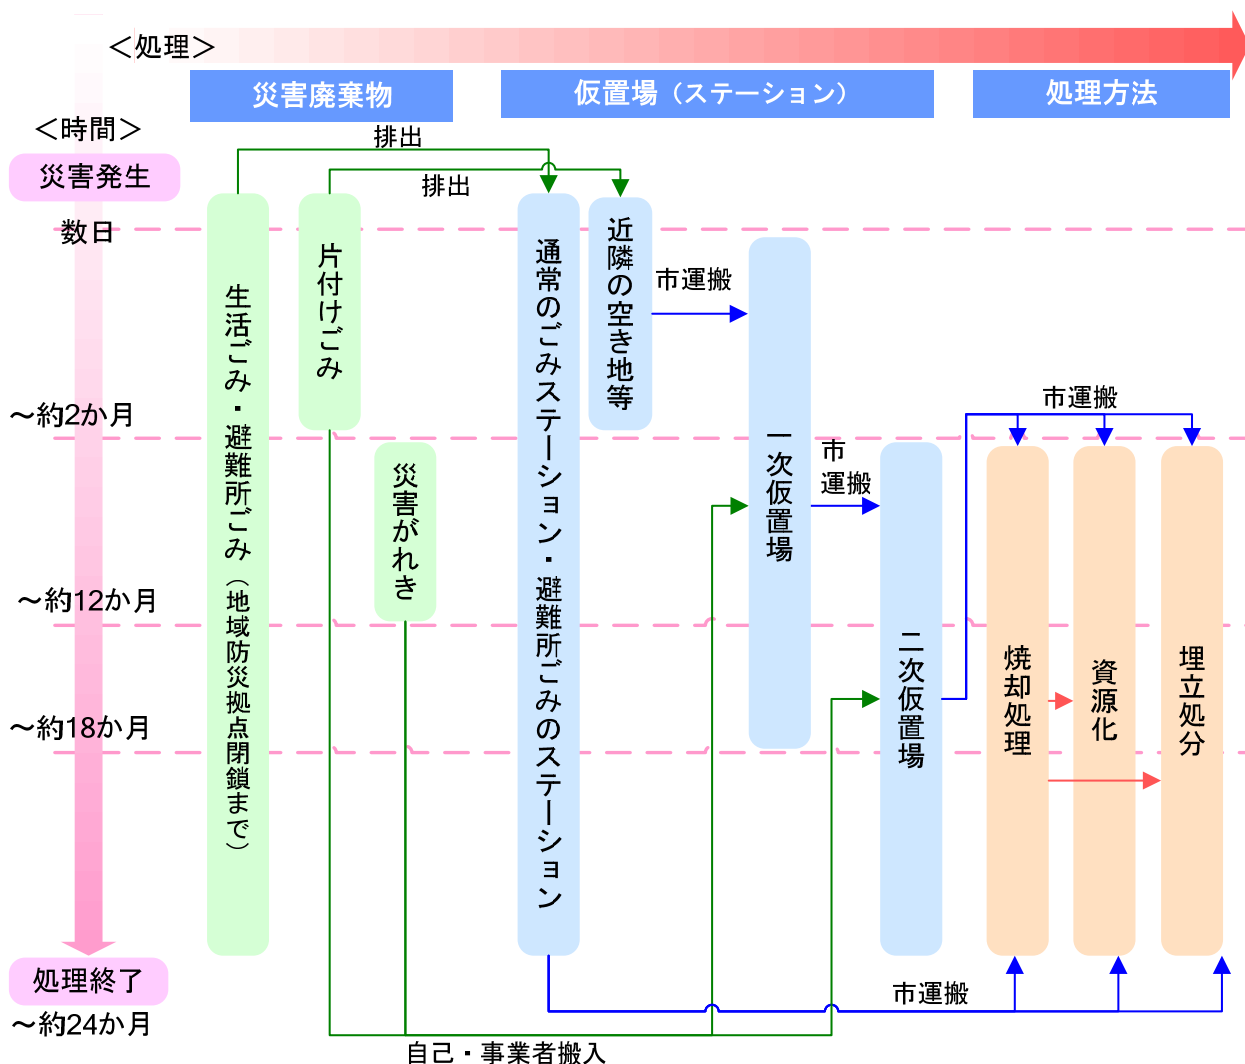 ＜処理＞
災害廃棄物
仮置場（ステーション）
処理方法
＜時間＞
災害発生
排出
排出
数日
～約2か月
～約12か月
～約18か月
処理終了
～約24か月
生活ごみ・避難所ごみ（地域防災拠点閉鎖まで）
片付けごみ
災害がれき
通常のごみステーション・避難所ごみのステーション
近隣の空き地等
市運搬
一次仮置場
市
運搬
二次仮置場
市運搬
焼却処理
資源化
埋立処分
市運搬
自己・事業者搬入